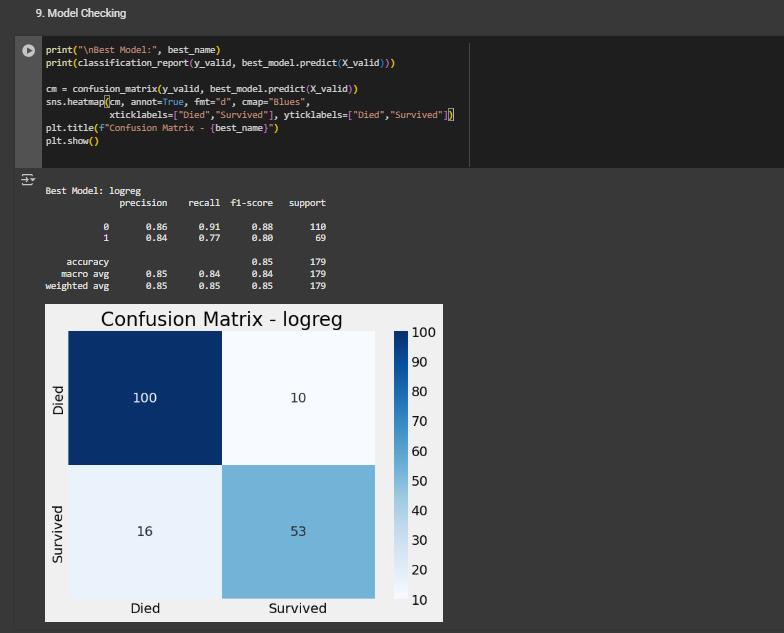 9. Model Checking
print("\nBest Model:", best_name)
print(classification_report(y_valid, best_model.predict(X_valid)))
cm = confusion_matrix(y_valid, best_model.predict(X_valid))
sns.heatmap(cm, annot=True, fmt="d", cmap="Blues",
xticklabels=["Died","Survived"], yticklabels=["Died","Survived"])
plt.title(f"Confusion Matrix - {best_name}")
plt.show()
Best Model: logreg
precision recall f1-score support
0 0.86 0.91 0.88 110
1 0.84 0.77 0.80 69
accuracy 0.85 179
macro avg 0.85 0.84 0.84 179
weighted avg 0.85 0.85 0.85 179
Confusion Matrix - logreg
Died
100 10
Survived
16 53
Died Survived
100
90
80
70
60
50
40
30
20
10